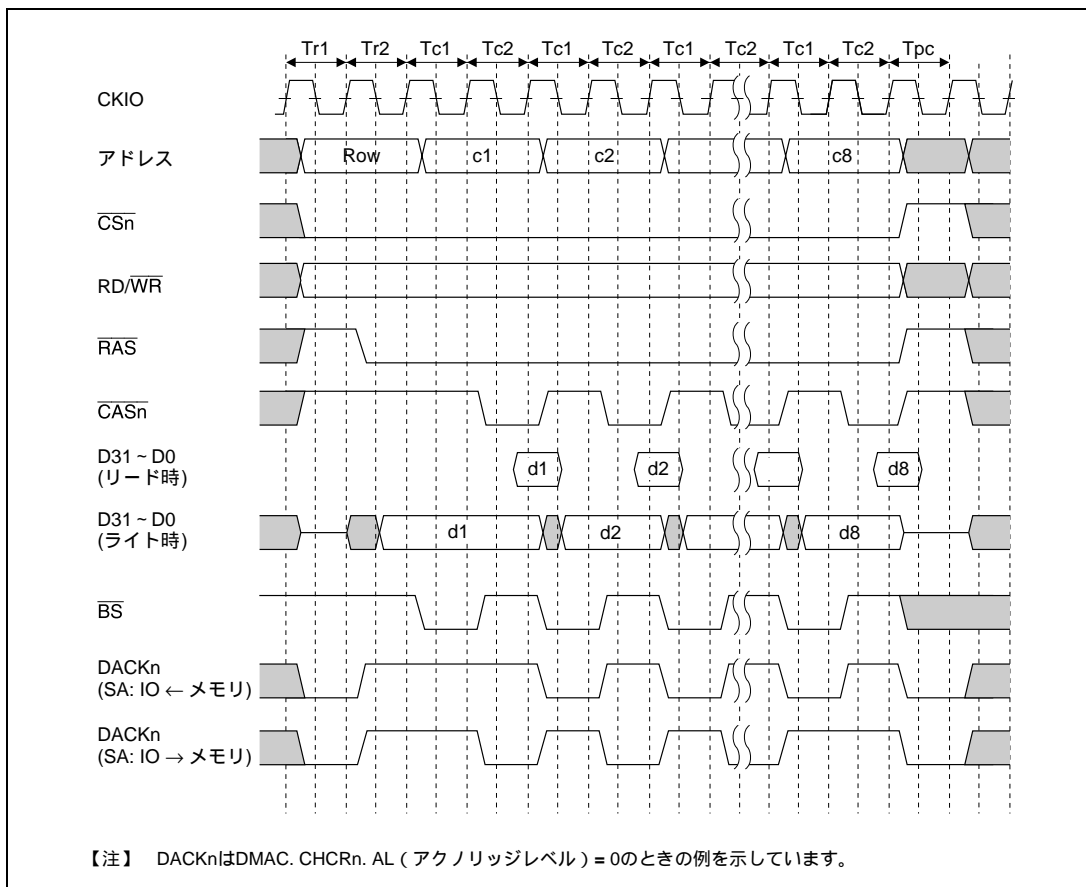 Tr1 Tr2 Tc1 Tc2 Tc1 Tc2 Tc1 Tc2 Tc1 Tc2 Tpc
CKIO
アドレス Row c1 c2 c8
CSn
RD/WR
RAS
CASn
D31~D0
(リード時) d1 d2 d8
D31~D0
(ライト時) d1 d2 d8
BS
DACKn
(SA: IO ← メモリ)
DACKn
(SA: IO → メモリ)
【注】 DACKnはDMAC. CHCRn. AL(アクノリッジレベル)= 0のときの例を示しています。